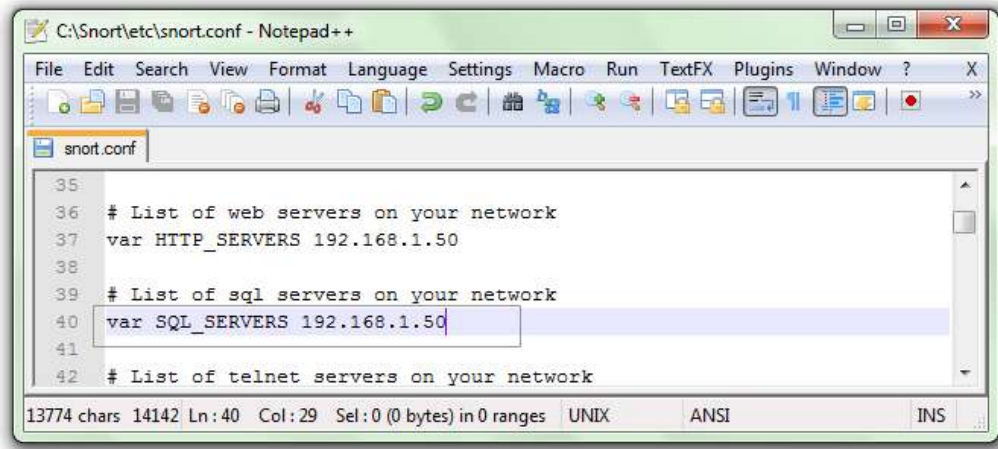 C:\Snort\etc\snort.conf - Notepad++
File Edit Search View Format Language Settings Macro Run TextFX Plugins Window ? X
snort.conf
35
36 # List of web servers on your network
37 var HTTP_SERVERS 192.168.1.50
38
39 # List of sql servers on your network
40 var SQL_SERVERS 192.168.1.50
41
42 # List of telnet servers on your network
13774 chars 14142 Ln : 40 Col : 29 Sel : 0 (0 bytes) in 0 ranges UNIX ANSI INS